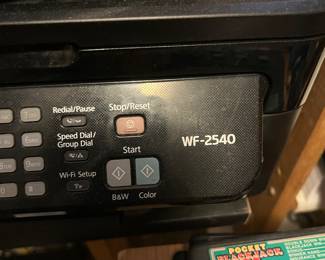 Redial/Pause
Stop/Reset
Speed Dial/
Group Dial
WF-2540
Start
Wi-Fi Setup
B&W
Color
POCKET
BLACKJACK